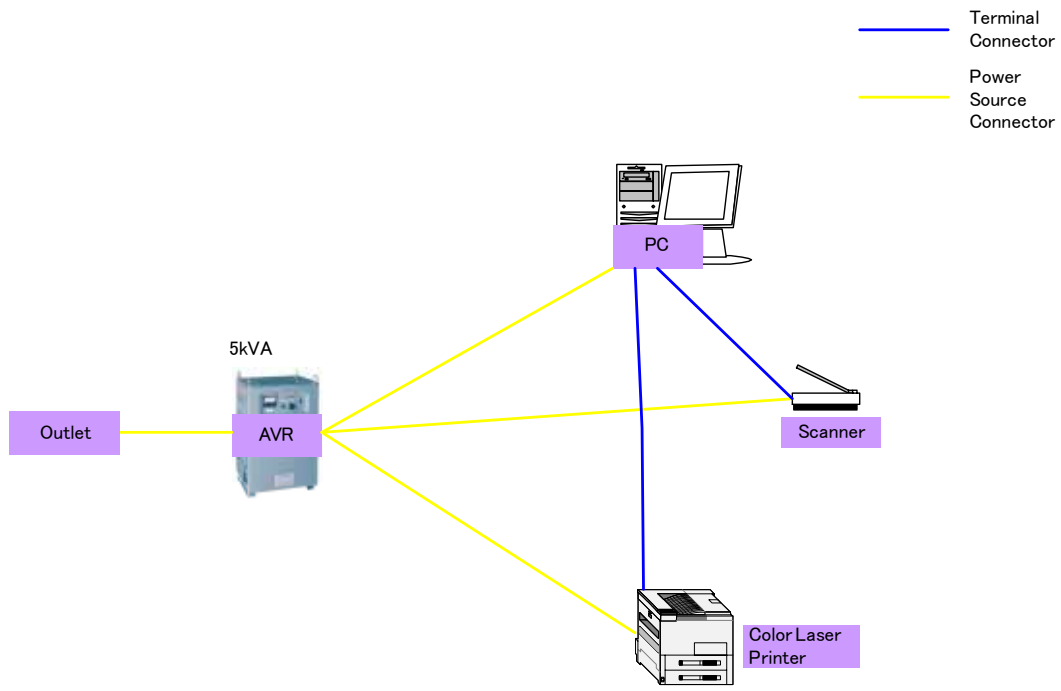 Terminal
Connector
Power
Source
Connector
PC
5kVA
Outlet
AVR
Scanner
Color Laser
Printer